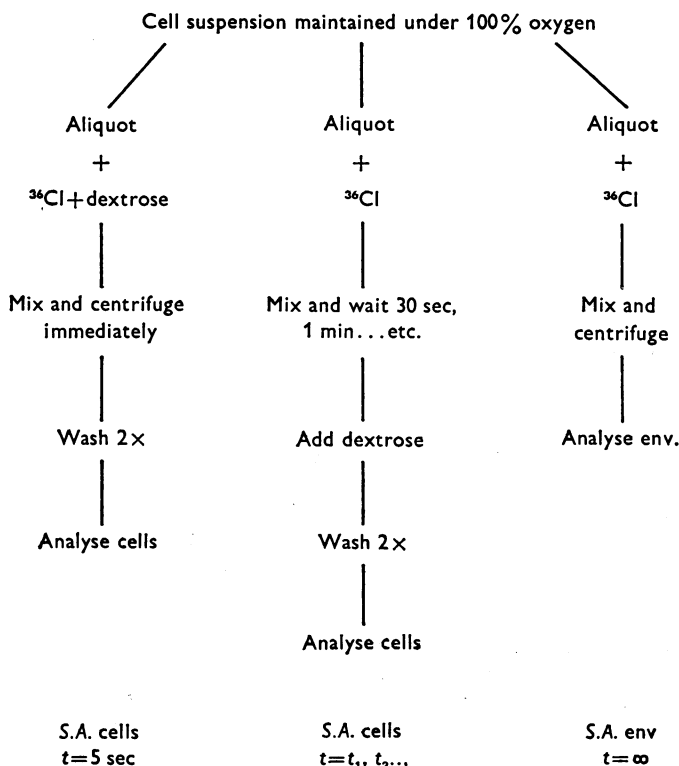 Cell suspension maintained under 100% oxygen
Aliquot
+
³⁶Cl+dextrose
Mix and centrifuge
immediately
Wash 2×
Analyse cells
S.A. cells
t=5 sec
Aliquot
+
³⁶Cl
Mix and wait 30 sec,
1 min...etc.
Add dextrose
Wash 2×
Analyse cells
S.A. cells
t=t₁, t₂...
Aliquot
+
³⁶Cl
Mix and
centrifuge
Analyse env.
S.A. env
t=∞